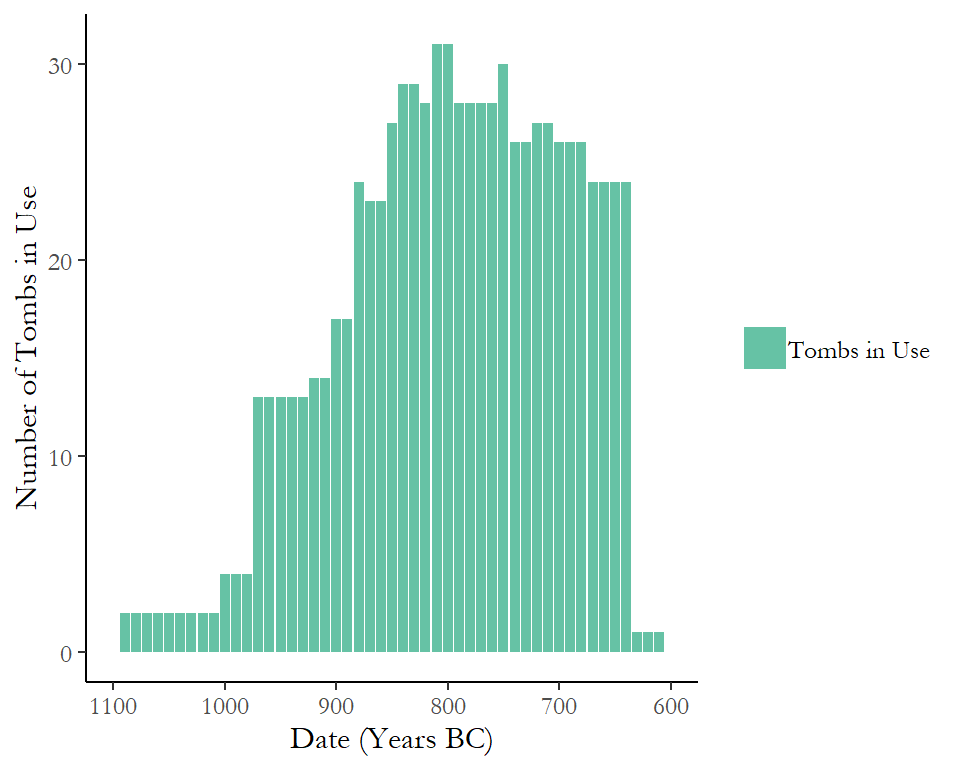 Number of Tombs in Use
30
20
10
0
1100 1000 900 800 700 600
Date (Years BC)
Tombs in Use